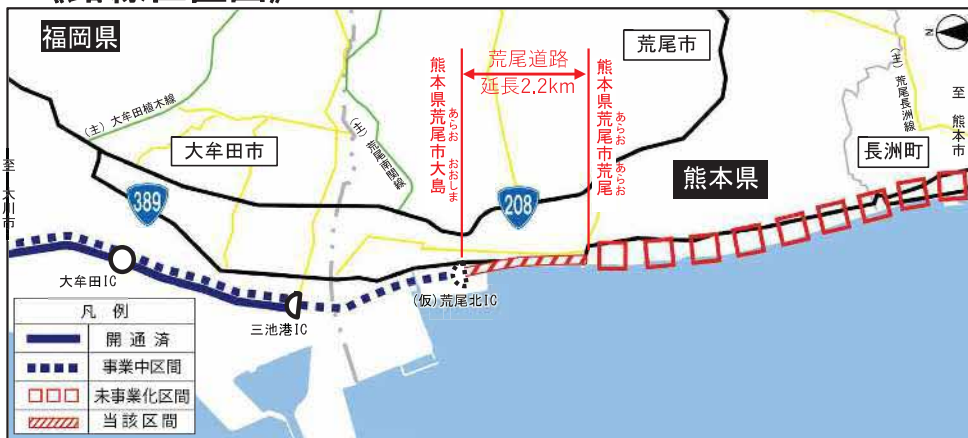 福岡県
荒尾市
荒尾道路
延長2.2km
熊本県荒尾市大島
あらお
おおしま
熊本県荒尾市荒尾
あらお
あらお
N
(主) 大牟田植木線
(主) 荒尾南関線
(主) 荒尾長洲線
至 熊本市
大牟田市
長洲町
熊本県
至 大川市
389
208
大牟田IC
三池港IC
(仮)荒尾北IC
凡 例
開 通 済
事業中区間
未事業化区間
当 該 区 間